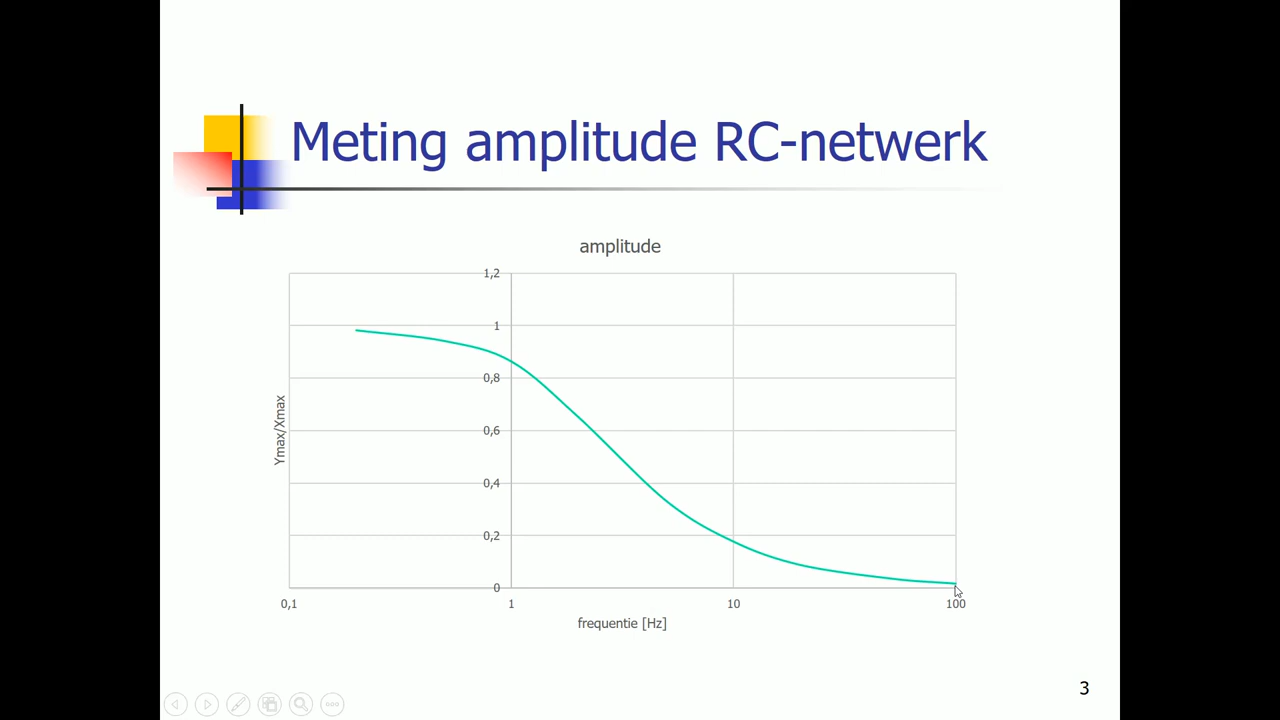 Meting amplitude RC-netwerk
amplitude
1,2
1
0,8
0,6
0,4
0,2
0
Ymax/Xmax
0,1 1 10 100
frequentie [Hz]
3